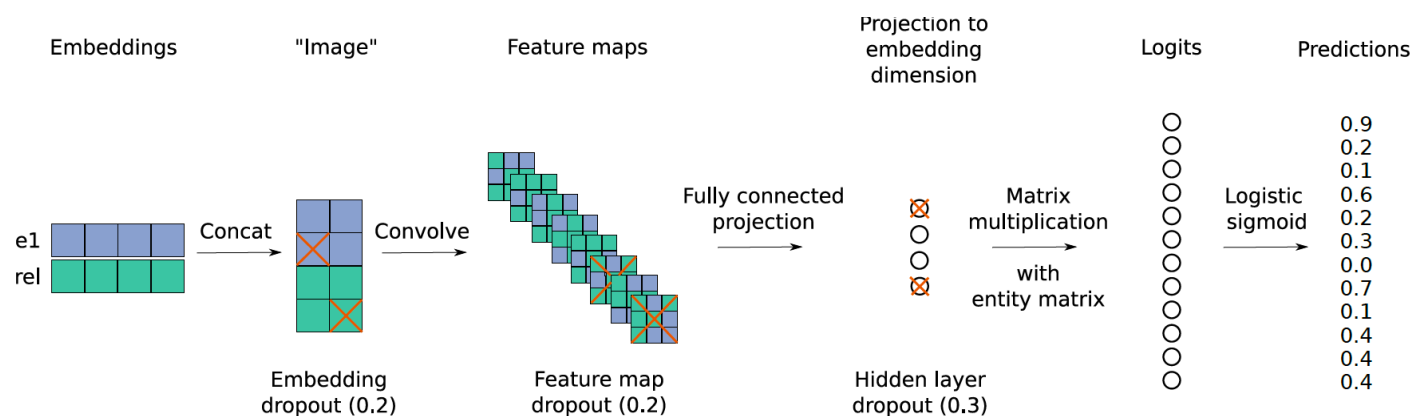 Embeddings
"Image"
Feature maps
Projection to
embedding
dimension
Logits
Predictions
e1
rel
Concat
Convolve
Fully connected
projection
Matrix
multiplication
with
entity matrix
Logistic
sigmoid
0.9
0.2
0.1
0.6
0.2
0.3
0.0
0.7
0.1
0.4
0.4
0.4
Embedding
dropout (0.2)
Feature map
dropout (0.2)
Hidden layer
dropout (0.3)